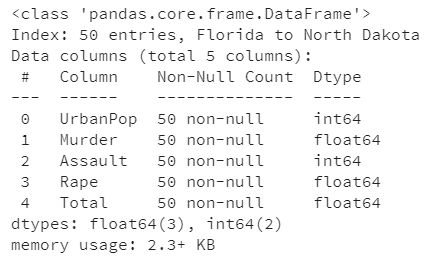 <class 'pandas.core.frame.DataFrame'>
Index: 50 entries, Florida to North Dakota
Data columns (total 5 columns):
 #   Column    Non-Null Count  Dtype
---  ------    --------------  -----
 0   UrbanPop  50 non-null     int64
 1   Murder    50 non-null     float64
 2   Assault   50 non-null     int64
 3   Rape      50 non-null     float64
 4   Total     50 non-null     float64
dtypes: float64(3), int64(2)
memory usage: 2.3+ KB